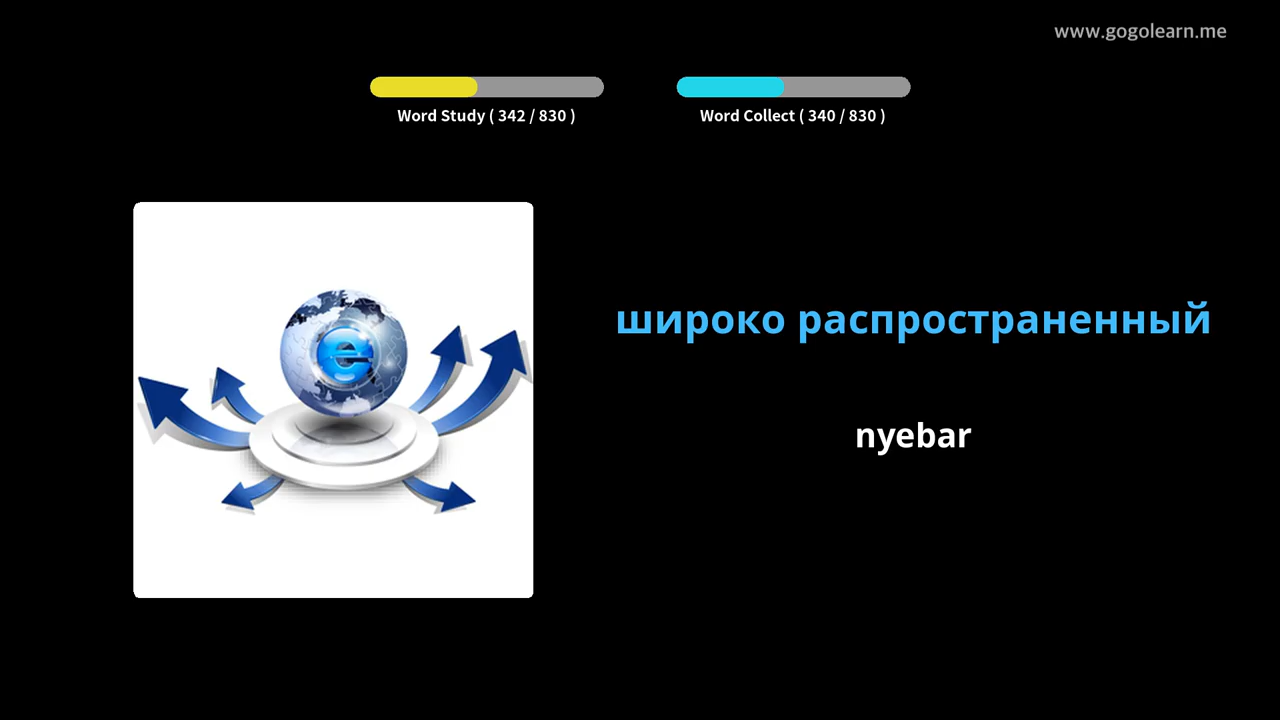 www.gogolearn.me
Word Study ( 342 / 830 )
Word Collect ( 340 / 830 )
e
широко распространенный
nyebar